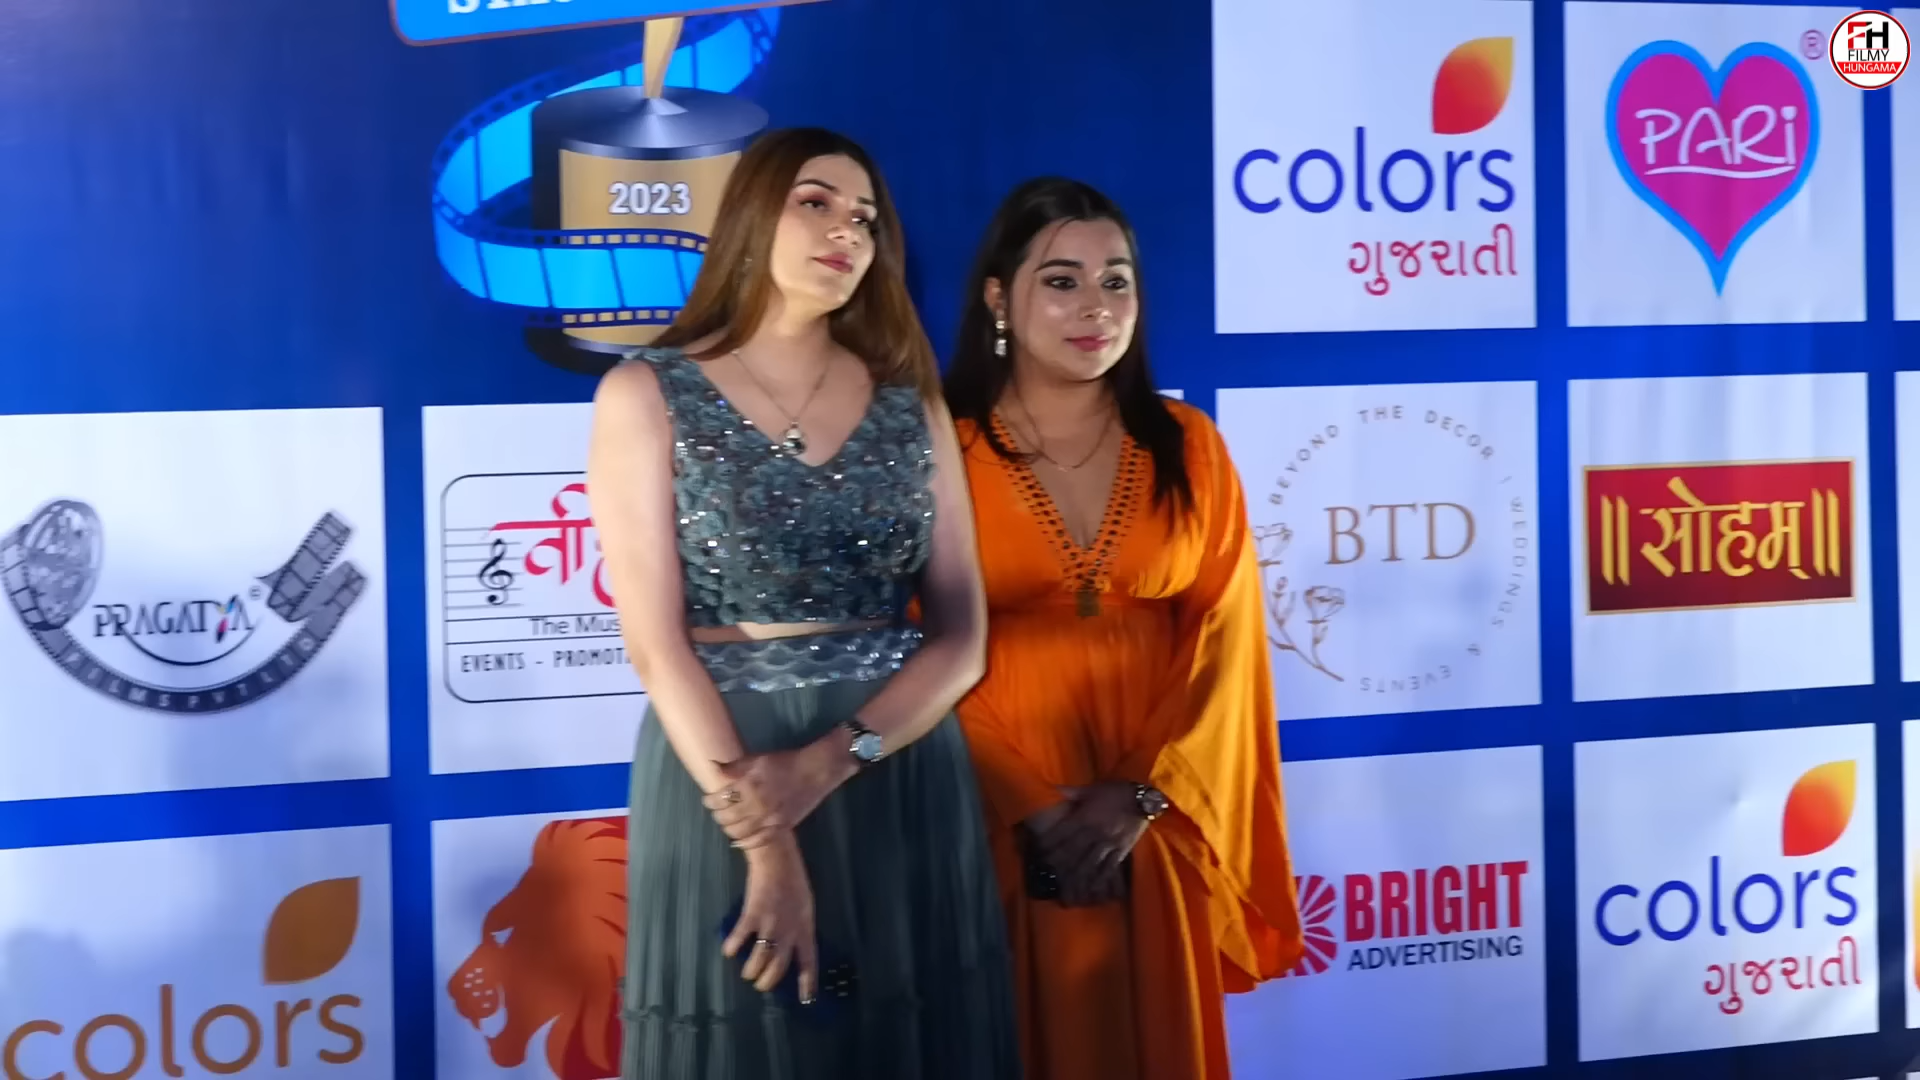 2023
colors
ગુજરાતી
PARi
®
FH
FILMY
HUNGAMA
PRAGATYA
®
FILMS PVT LTD
The Mus
EVENTS - PROMOT
BEYOND THE DECOR | WEDDINGS & EVENTS
BTD
॥ सोहम् ॥
colors
BRIGHT
ADVERTISING
colors
ગુજરાતી